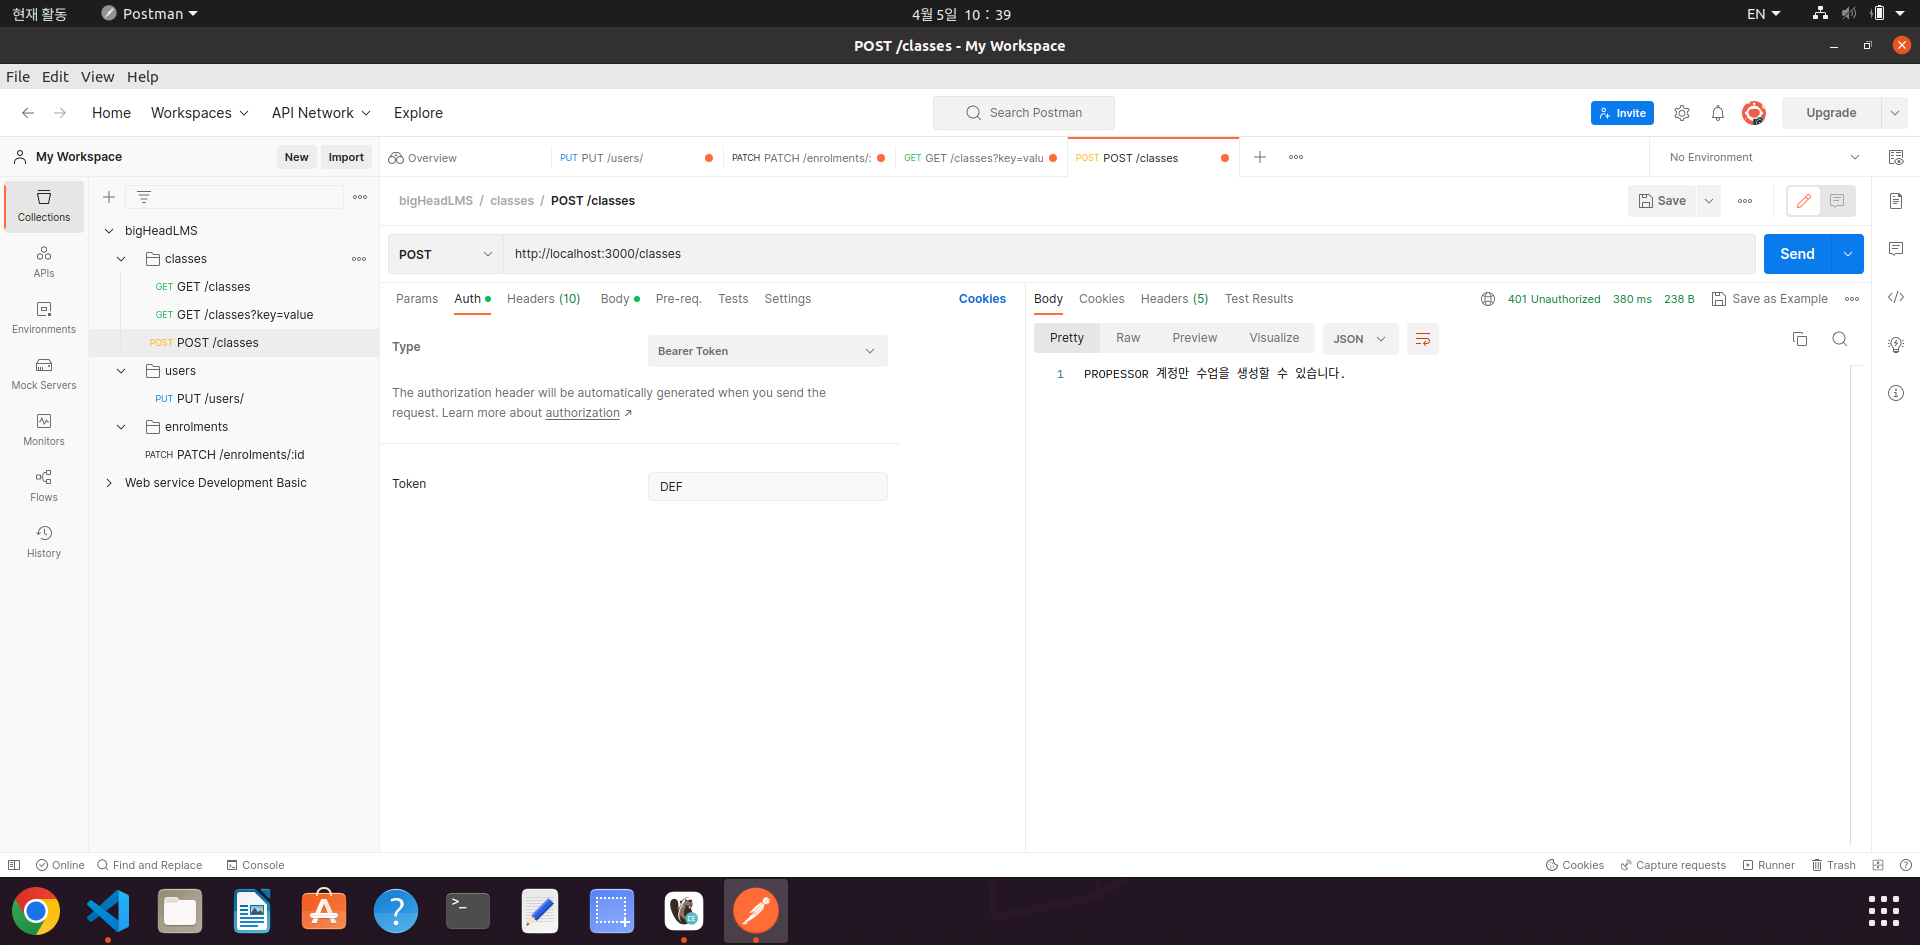 현재 활동
Postman
4월 5일 10 : 39
EN
POST /classes - My Workspace
File Edit View Help
Home
Workspaces
API Network
Explore
Search Postman
Invite
Upgrade
My Workspace
New
Import
Overview
PUT PUT /users/
PATCH PATCH /enrolments/:
GET GET /classes?key=valu
POST POST /classes
No Environment
Collections
APIs
Environments
Mock Servers
Monitors
Flows
History
bigHeadLMS
classes
GET GET /classes
GET GET /classes?key=value
POST POST /classes
users
PUT PUT /users/
enrolments
PATCH PATCH /enrolments/:id
Web service Development Basic
bigHeadLMS / classes / POST /classes
Save
POST
http://localhost:3000/classes
Send
Params
Auth
Headers (10)
Body
Pre-req.
Tests
Settings
Cookies
Type
Bearer Token
The authorization header will be automatically generated when you send the
request. Learn more about authorization ↗
Token
DEF
Body
Cookies
Headers (5)
Test Results
401 Unauthorized 380 ms 238 B
Save as Example
Pretty
Raw
Preview
Visualize
JSON
1 PROPESSOR 계정만 수업을 생성할 수 있습니다.
Online
Find and Replace
Console
Cookies
Capture requests
Runner
Trash